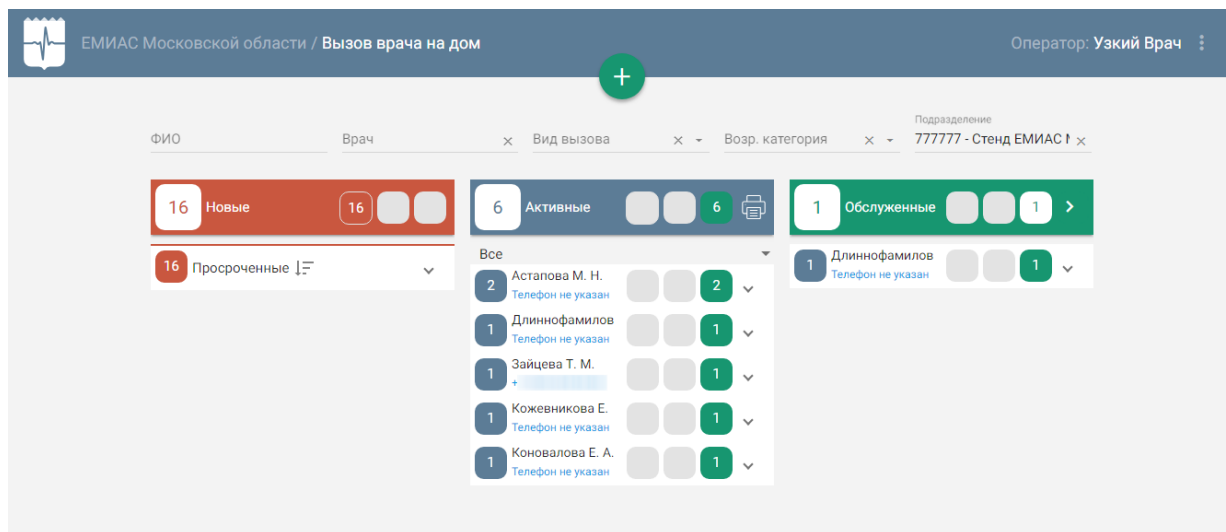 ЕМИАС Московской области / Вызов врача на дом
Оператор: Узкий Врач
+
Подразделение
ФИО
Врач
Вид вызова
Возр. категория
777777 - Стенд ЕМИАС
16 Новые 16
6 Активные 6
1 Обслуженные 1
16 Просроченные
Все
2 Астапова М. Н. 2
Телефон не указан
1 Длиннофамилов 1
Телефон не указан
1 Зайцева Т. М. 1
+
1 Кожевникова Е. 1
Телефон не указан
1 Коновалова Е. А. 1
Телефон не указан
1 Длиннофамилов 1
Телефон не указан